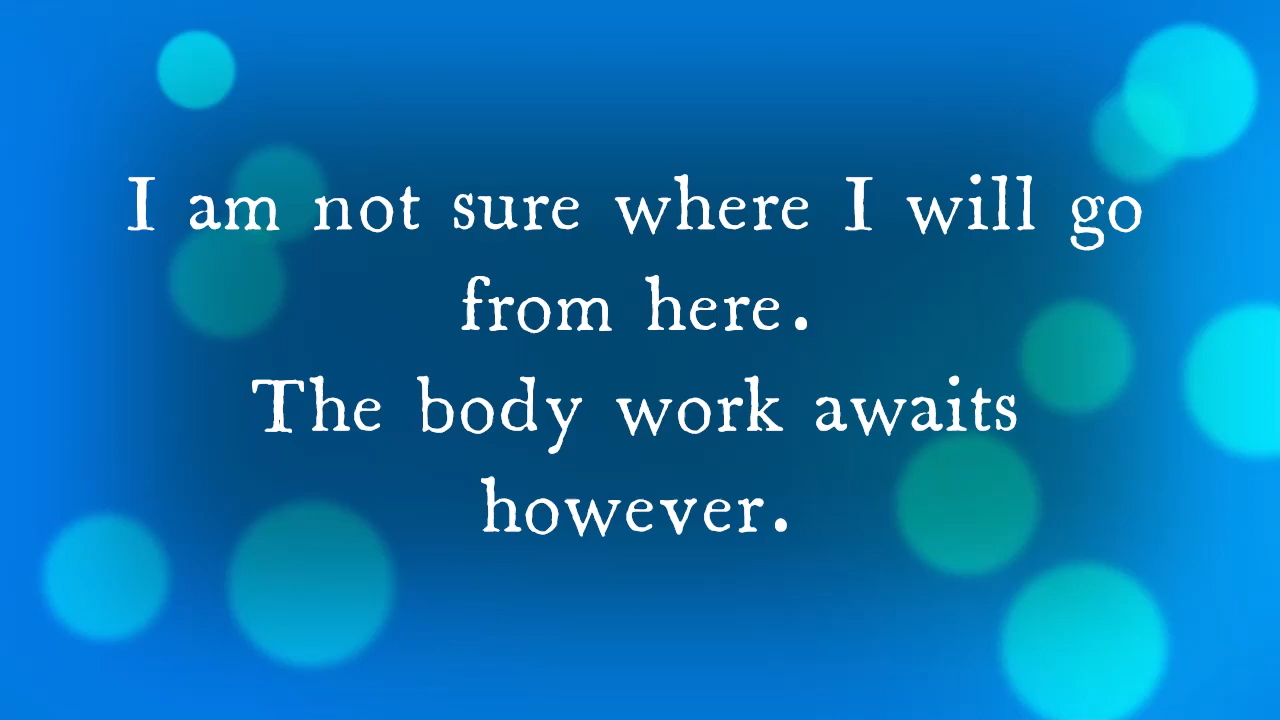 I am not sure where I will go
from here.
The body work awaits
however.